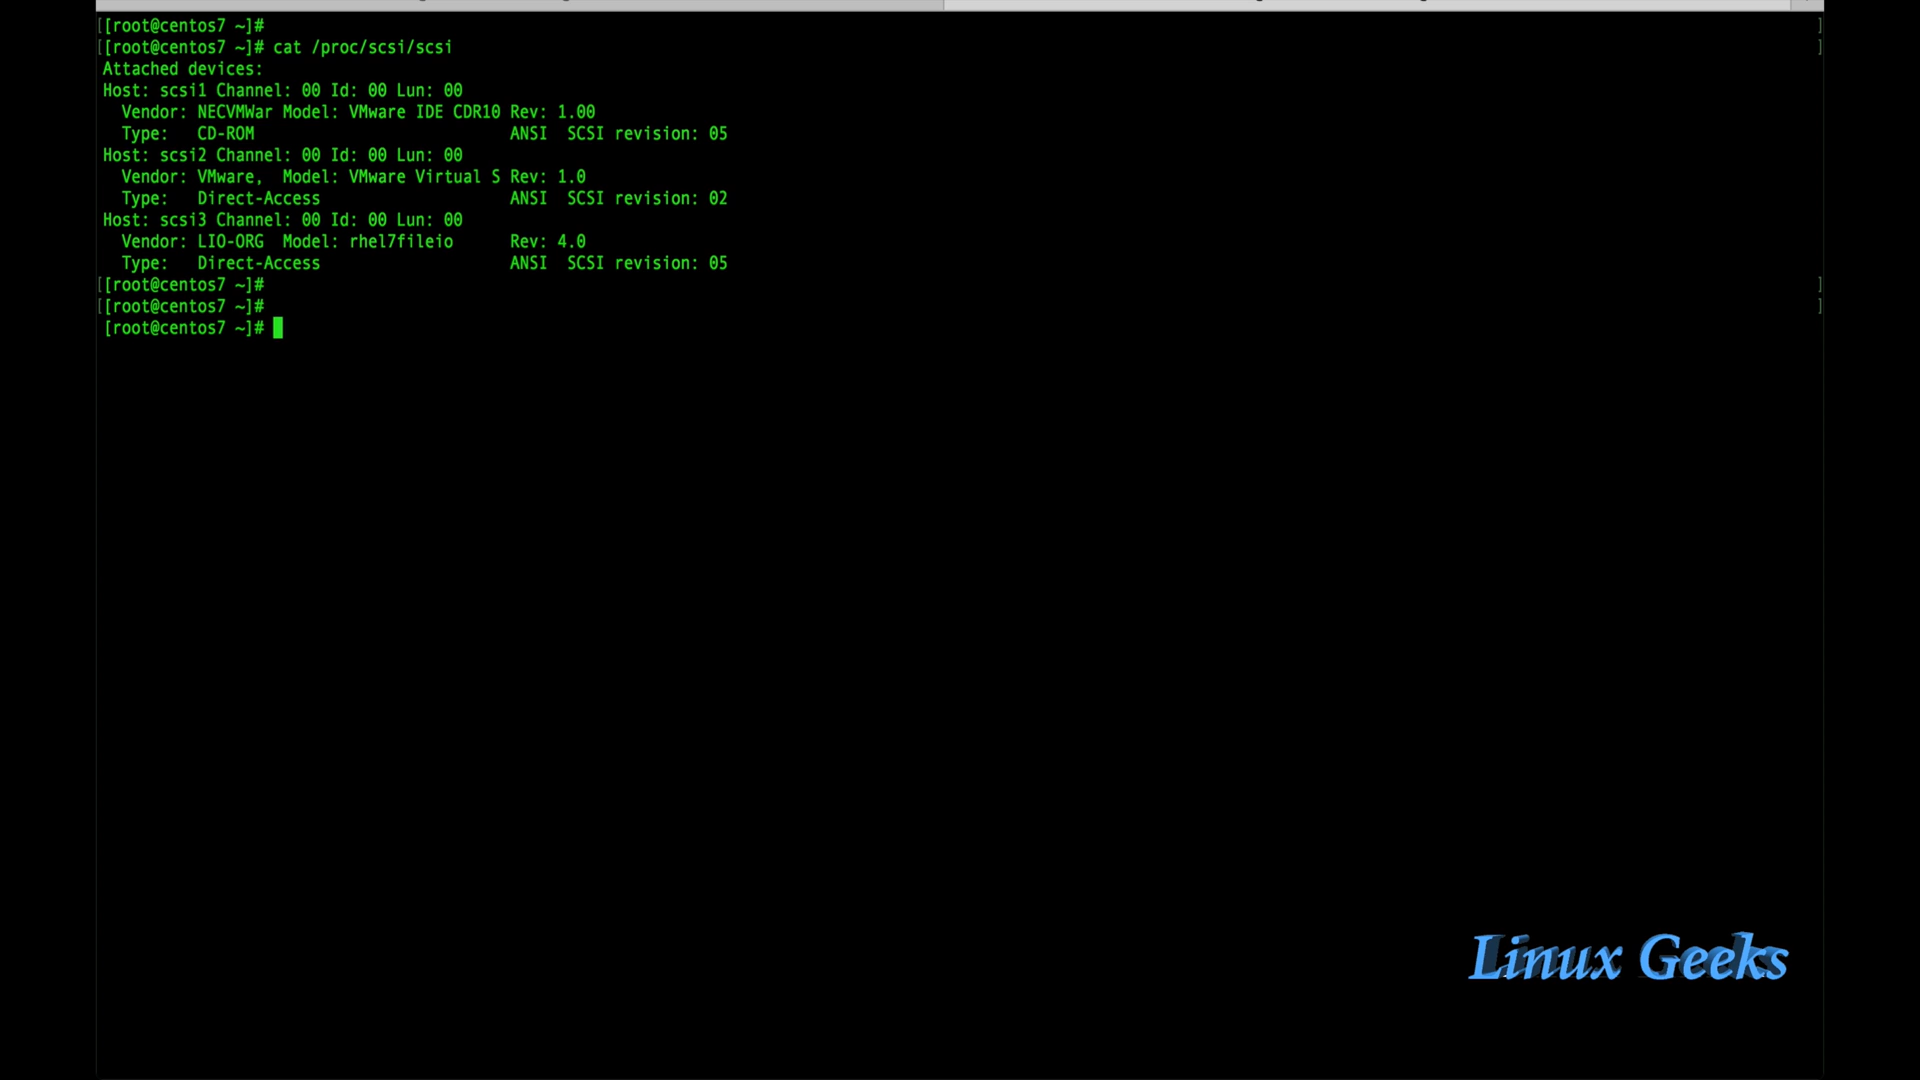 [[root@centos7 ~]# ]
[[root@centos7 ~]# cat /proc/scsi/scsi ]
Attached devices:
Host: scsi1 Channel: 00 Id: 00 Lun: 00
  Vendor: NECVMWar Model: VMware IDE CDR10 Rev: 1.00
  Type:   CD-ROM                           ANSI  SCSI revision: 05
Host: scsi2 Channel: 00 Id: 00 Lun: 00
  Vendor: VMware,  Model: VMware Virtual S Rev: 1.0
  Type:   Direct-Access                    ANSI  SCSI revision: 02
Host: scsi3 Channel: 00 Id: 00 Lun: 00
  Vendor: LIO-ORG  Model: rhel7fileio      Rev: 4.0
  Type:   Direct-Access                    ANSI  SCSI revision: 05
[[root@centos7 ~]# ]
[[root@centos7 ~]# ]
[root@centos7 ~]#
Linux Geeks